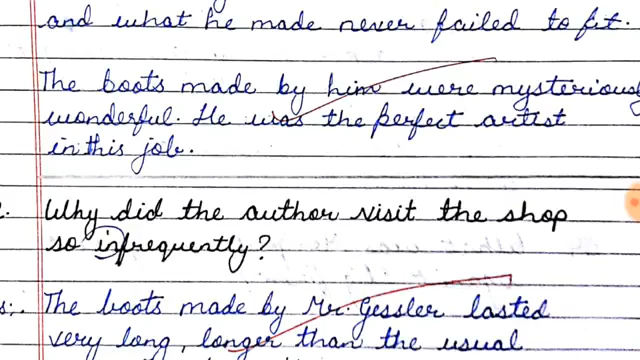 and what he made never failed to fit.
The boots made by him were mysteriously
wonderful. He was the perfect artist
in this job.
Why did the author visit the shop
so infrequently?
The boots made by Mr. Gessler lasted
very long, longer than the usual